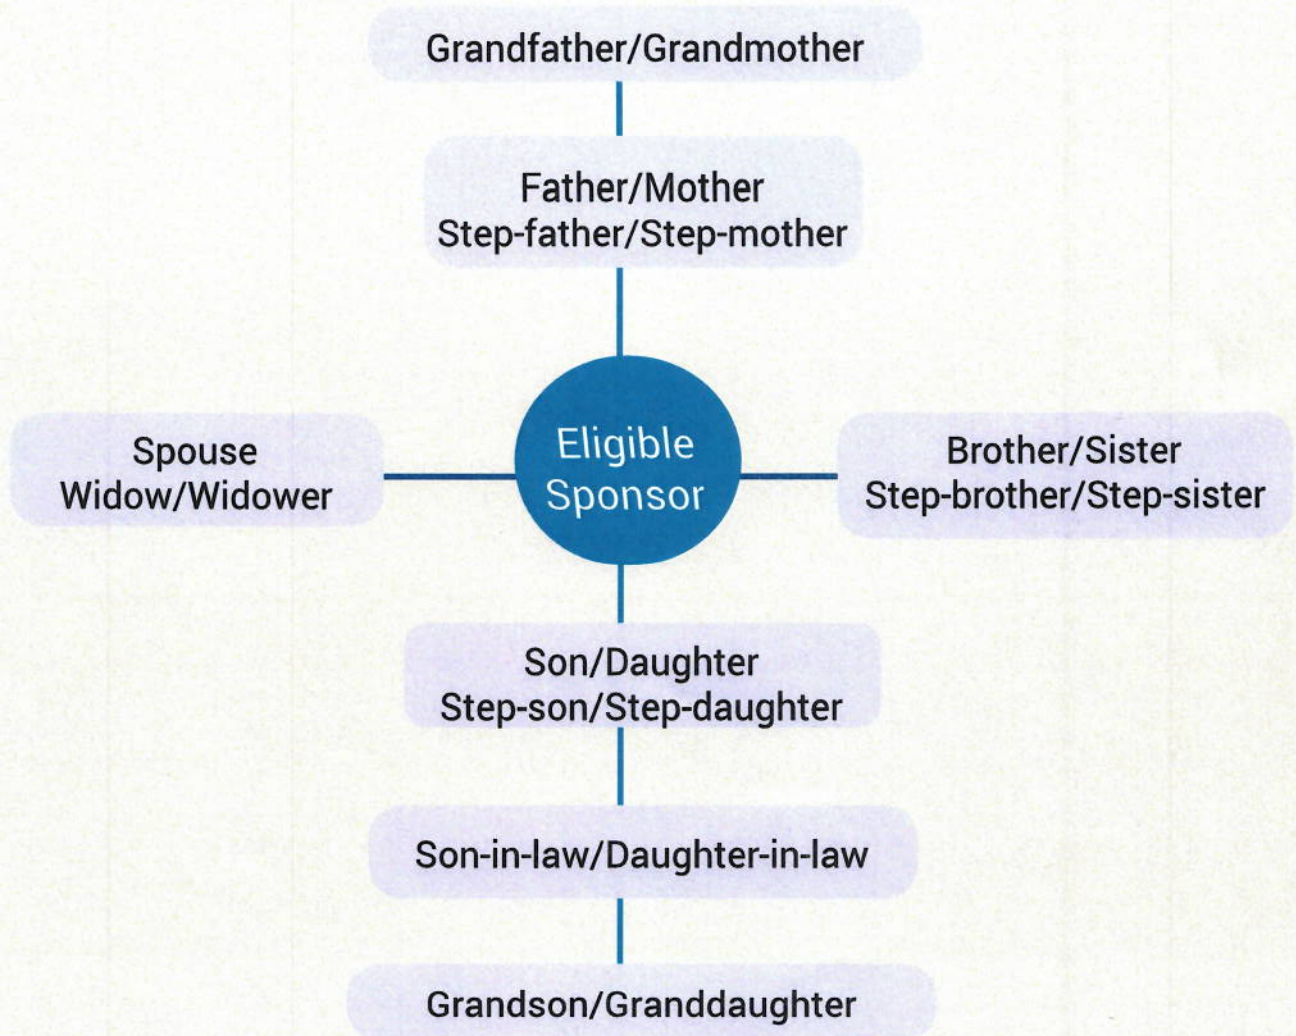 Grandfather/Grandmother
Father/Mother
Step-father/Step-mother
Spouse
Widow/Widower
Eligible
Sponsor
Brother/Sister
Step-brother/Step-sister
Son/Daughter
Step-son/Step-daughter
Son-in-law/Daughter-in-law
Grandson/Granddaughter